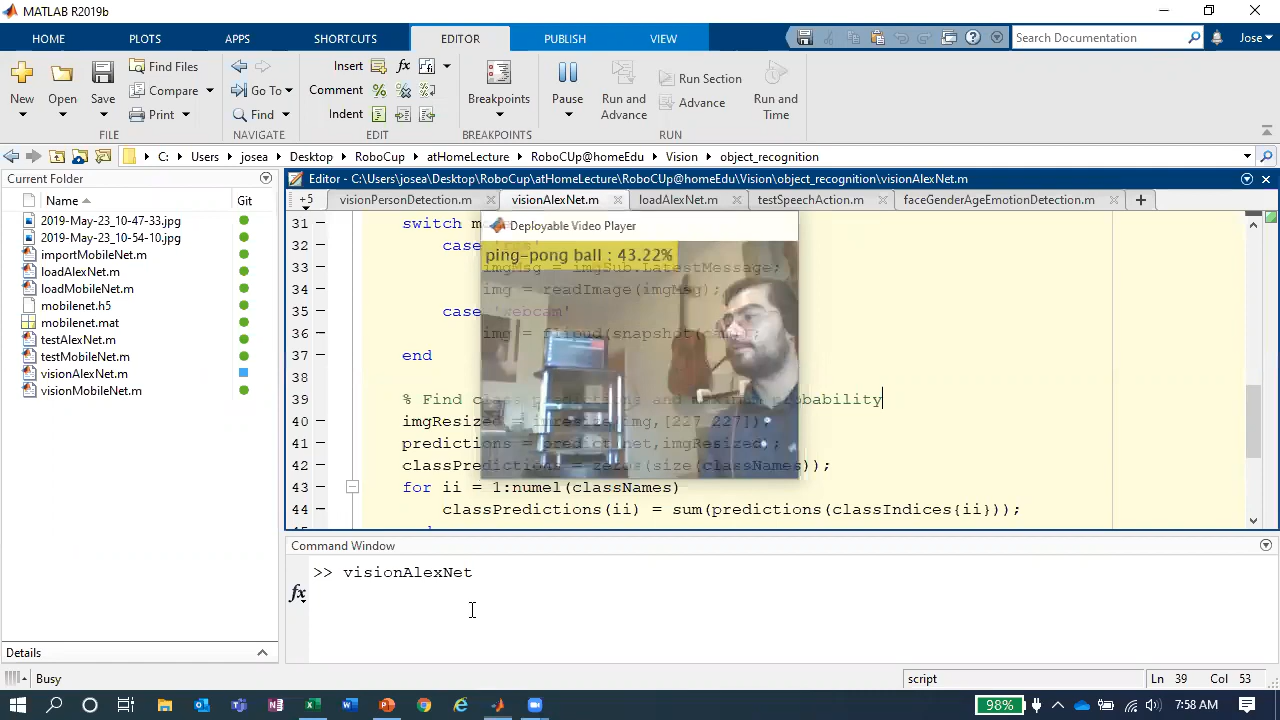 MATLAB R2019b
HOME PLOTS APPS SHORTCUTS EDITOR PUBLISH VIEW
Search Documentation Jose
New Open Save Find Files Compare Print
Go To Find
Insert fx
Comment
Indent
Breakpoints Pause Run and Advance Run Section Advance Run and Time
FILE NAVIGATE EDIT BREAKPOINTS RUN
C: Users josea Desktop RoboCup atHomeLecture RoboCUp@homeEdu Vision object_recognition
Current Folder
Name Git
2019-May-23_10-47-33.jpg
2019-May-23_10-54-10.jpg
importMobileNet.m
loadAlexNet.m
loadMobileNet.m
mobilenet.h5
mobilenet.mat
testAlexNet.m
testMobileNet.m
visionAlexNet.m
visionMobileNet.m
Details
Editor - C:\Users\josea\Desktop\RoboCup\atHomeLecture\RoboCUp@homeEdu\Vision\object_recognition\visionAlexNet.m
+5 visionPersonDetection.m visionAlexNet.m loadAlexNet.m testSpeechAction.m faceGenderAgeEmotionDetection.m
Deployable Video Player
ping-pong ball : 43.22%
31 switch
32 case
33 imgMsg = imgSub.LatestMessage;
34 img = readImage(imgMsg);
35 case 'webcam'
36 img = fliplud(snapshot(
37 end
38
39 % Find class predictions and maximum probability
40 imgResized = imresize(img,[227 227]);
41 predictions = predict(net,imgResized);
42 classPredictions = zeros(size(classNames));
43 for ii = 1:numel(classNames)
44 classPredictions(ii) = sum(predictions(classIndices{ii}));
Command Window
>> visionAlexNet
fx
Busy script Ln 39 Col 53
98% 7:58 AM